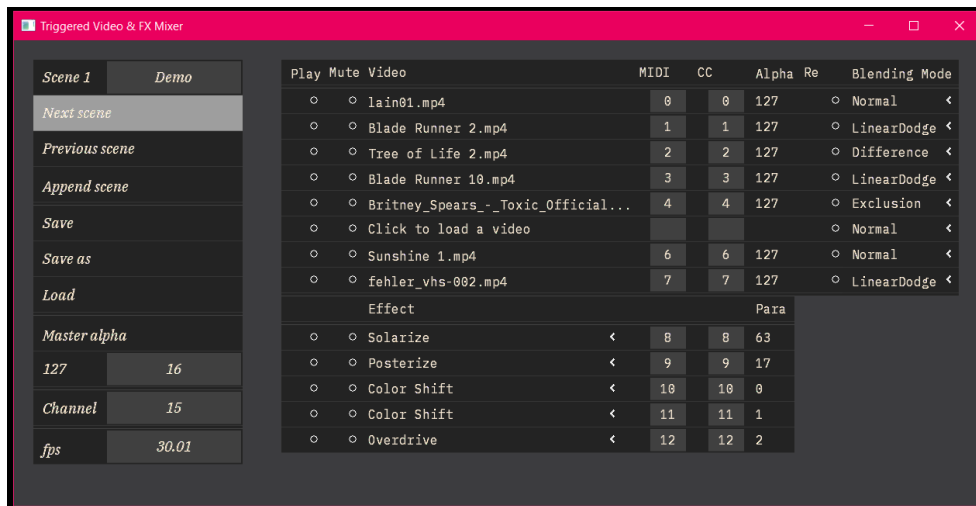 Triggered Video & FX Mixer
Scene 1 Demo
Next scene
Previous scene
Append scene
Save
Save as
Load
Master alpha
127 16
Channel 15
fps 30.01
Play Mute Video MIDI CC Alpha Re Blending Mode
lain01.mp4 0 0 127 Normal
Blade Runner 2.mp4 1 1 127 LinearDodge
Tree of Life 2.mp4 2 2 127 Difference
Blade Runner 10.mp4 3 3 127 LinearDodge
Britney_Spears_-_Toxic_Official... 4 4 127 Exclusion
Click to load a video Normal
Sunshine 1.mp4 6 6 127 Normal
fehler_vhs-002.mp4 7 7 127 LinearDodge
Effect Para
Solarize 8 8 63
Posterize 9 9 17
Color Shift 10 10 0
Color Shift 11 11 1
Overdrive 12 12 2